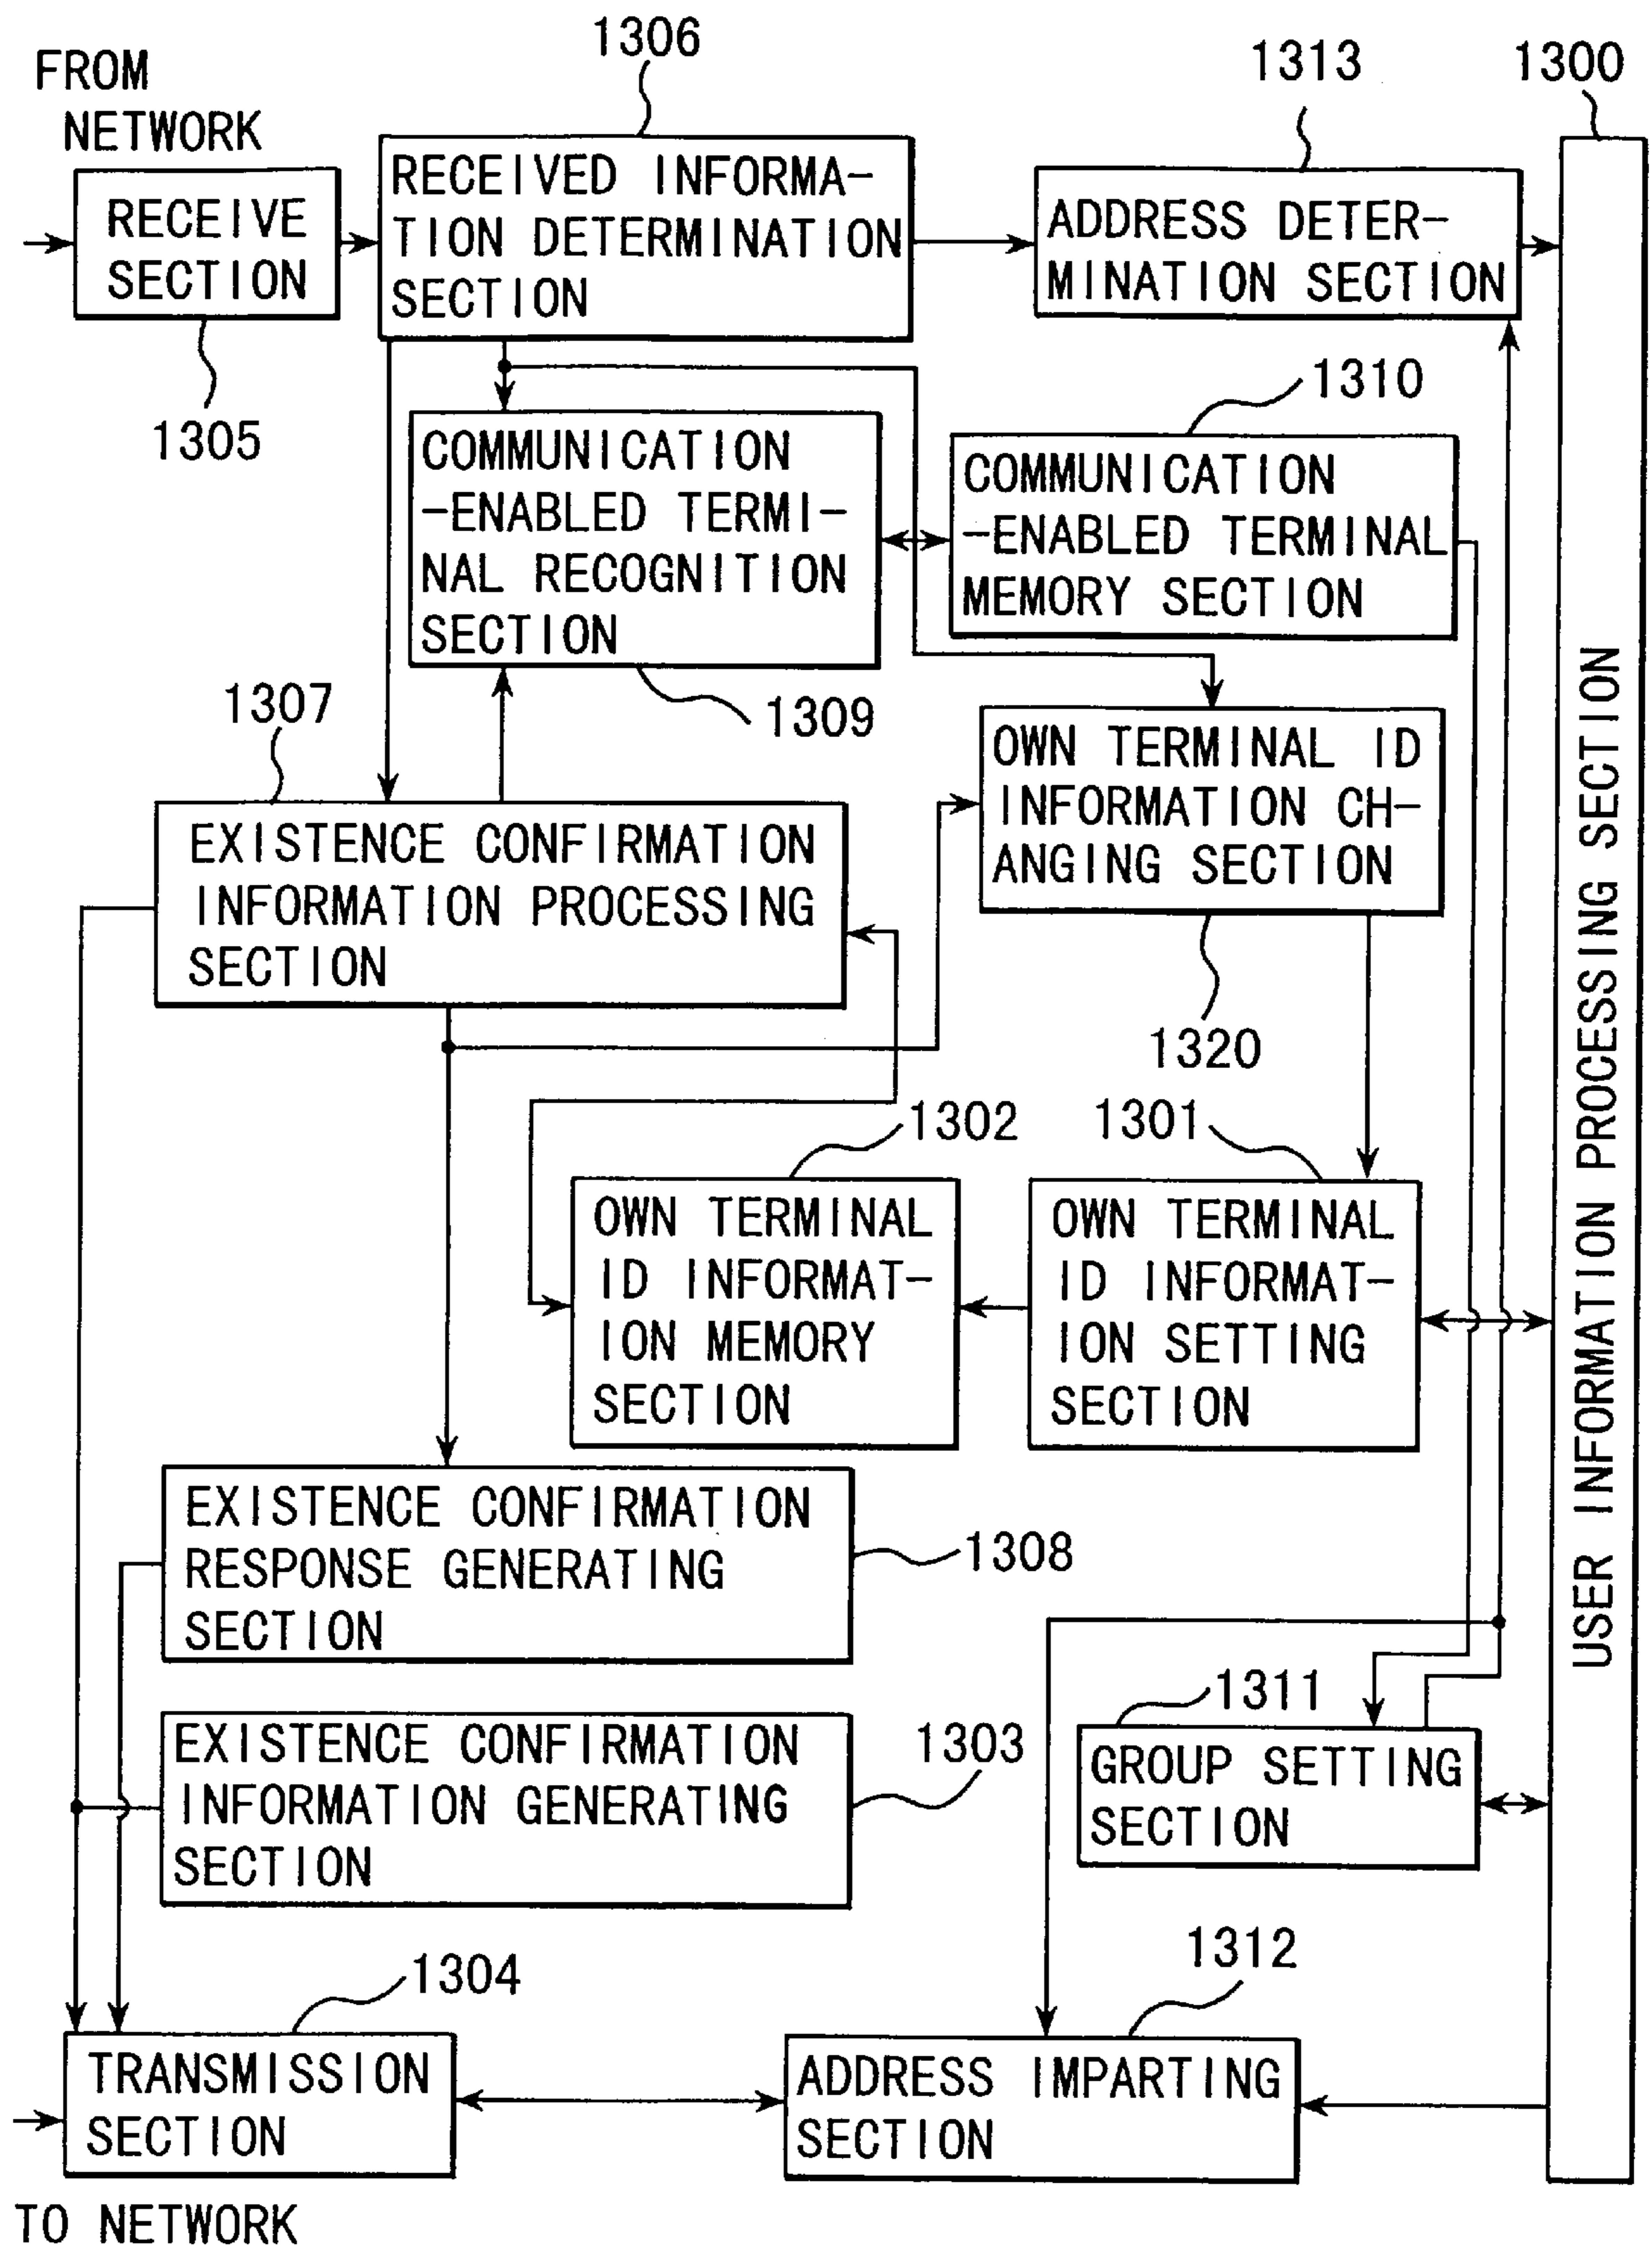 FROM
NETWORK
1306
1313
1300
RECEIVE
SECTION
1305
RECEIVED INFORMA-
TION DETERMINATION
SECTION
ADDRESS DETER-
MINATION SECTION
1310
COMMUNICATION
-ENABLED TERMI-
NAL RECOGNITION
SECTION
1309
COMMUNICATION
-ENABLED TERMINAL
MEMORY SECTION
1307
EXISTENCE CONFIRMATION
INFORMATION PROCESSING
SECTION
OWN TERMINAL ID
INFORMATION CH-
ANGING SECTION
1320
1302
1301
OWN TERMINAL
ID INFORMAT-
ION MEMORY
SECTION
OWN TERMINAL
ID INFORMAT-
ION SETTING
SECTION
USER INFORMATION PROCESSING SECTION
EXISTENCE CONFIRMATION
RESPONSE GENERATING
SECTION
1308
1311
EXISTENCE CONFIRMATION
INFORMATION GENERATING
SECTION
1303
GROUP SETTING
SECTION
1304
1312
TRANSMISSION
SECTION
ADDRESS IMPARTING
SECTION
TO NETWORK